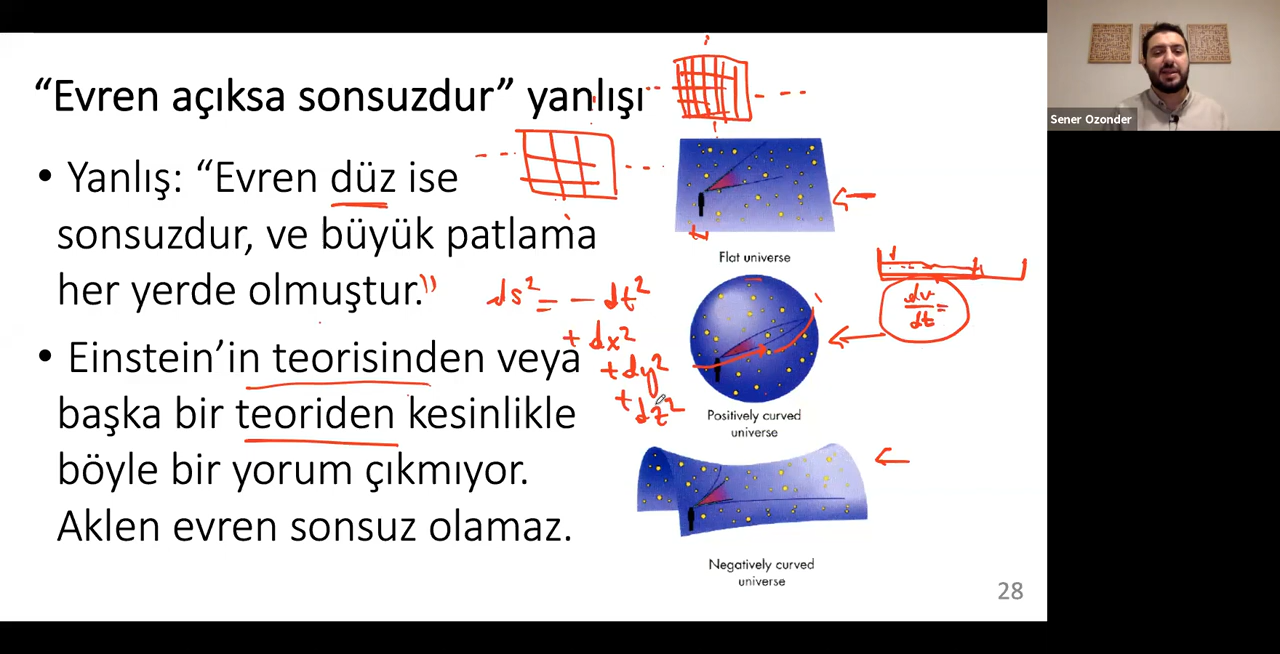 “Evren açıksa sonsuzdur” yanlışı
• Yanlış: “Evren düz ise
sonsuzdur, ve büyük patlama
her yerde olmuştur."
• Einstein’in teorisinden veya
başka bir teoriden kesinlikle
böyle bir yorum çıkmıyor.
Aklen evren sonsuz olamaz.
ds² = - dt²
+ dx²
+ dy²
+ dz²
Flat universe
dv/dt =
Positively curved
universe
Negatively curved
universe
28
Sener Ozonder